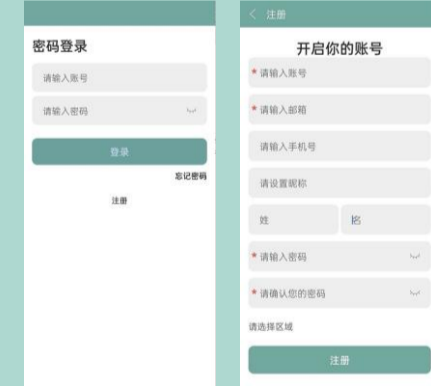 密码登录
请输入账号
请输入密码
登录
忘记密码
注册
注册
开启你的账号
* 请输入账号
* 请输入邮箱
请输入手机号
请设置昵称
姓 名
* 请输入密码
* 请确认您的密码
请选择区域
注册